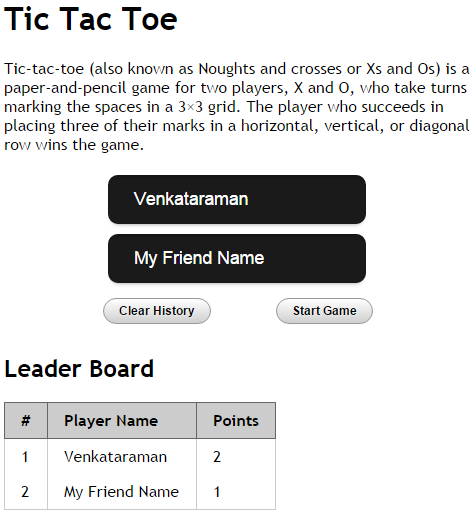 Tic Tac Toe
Tic-tac-toe (also known as Noughts and crosses or Xs and Os) is a
paper-and-pencil game for two players, X and O, who take turns
marking the spaces in a 3×3 grid. The player who succeeds in
placing three of their marks in a horizontal, vertical, or diagonal
row wins the game.
Venkataraman
My Friend Name
Clear History Start Game
Leader Board
# Player Name Points
1 Venkataraman 2
2 My Friend Name 1